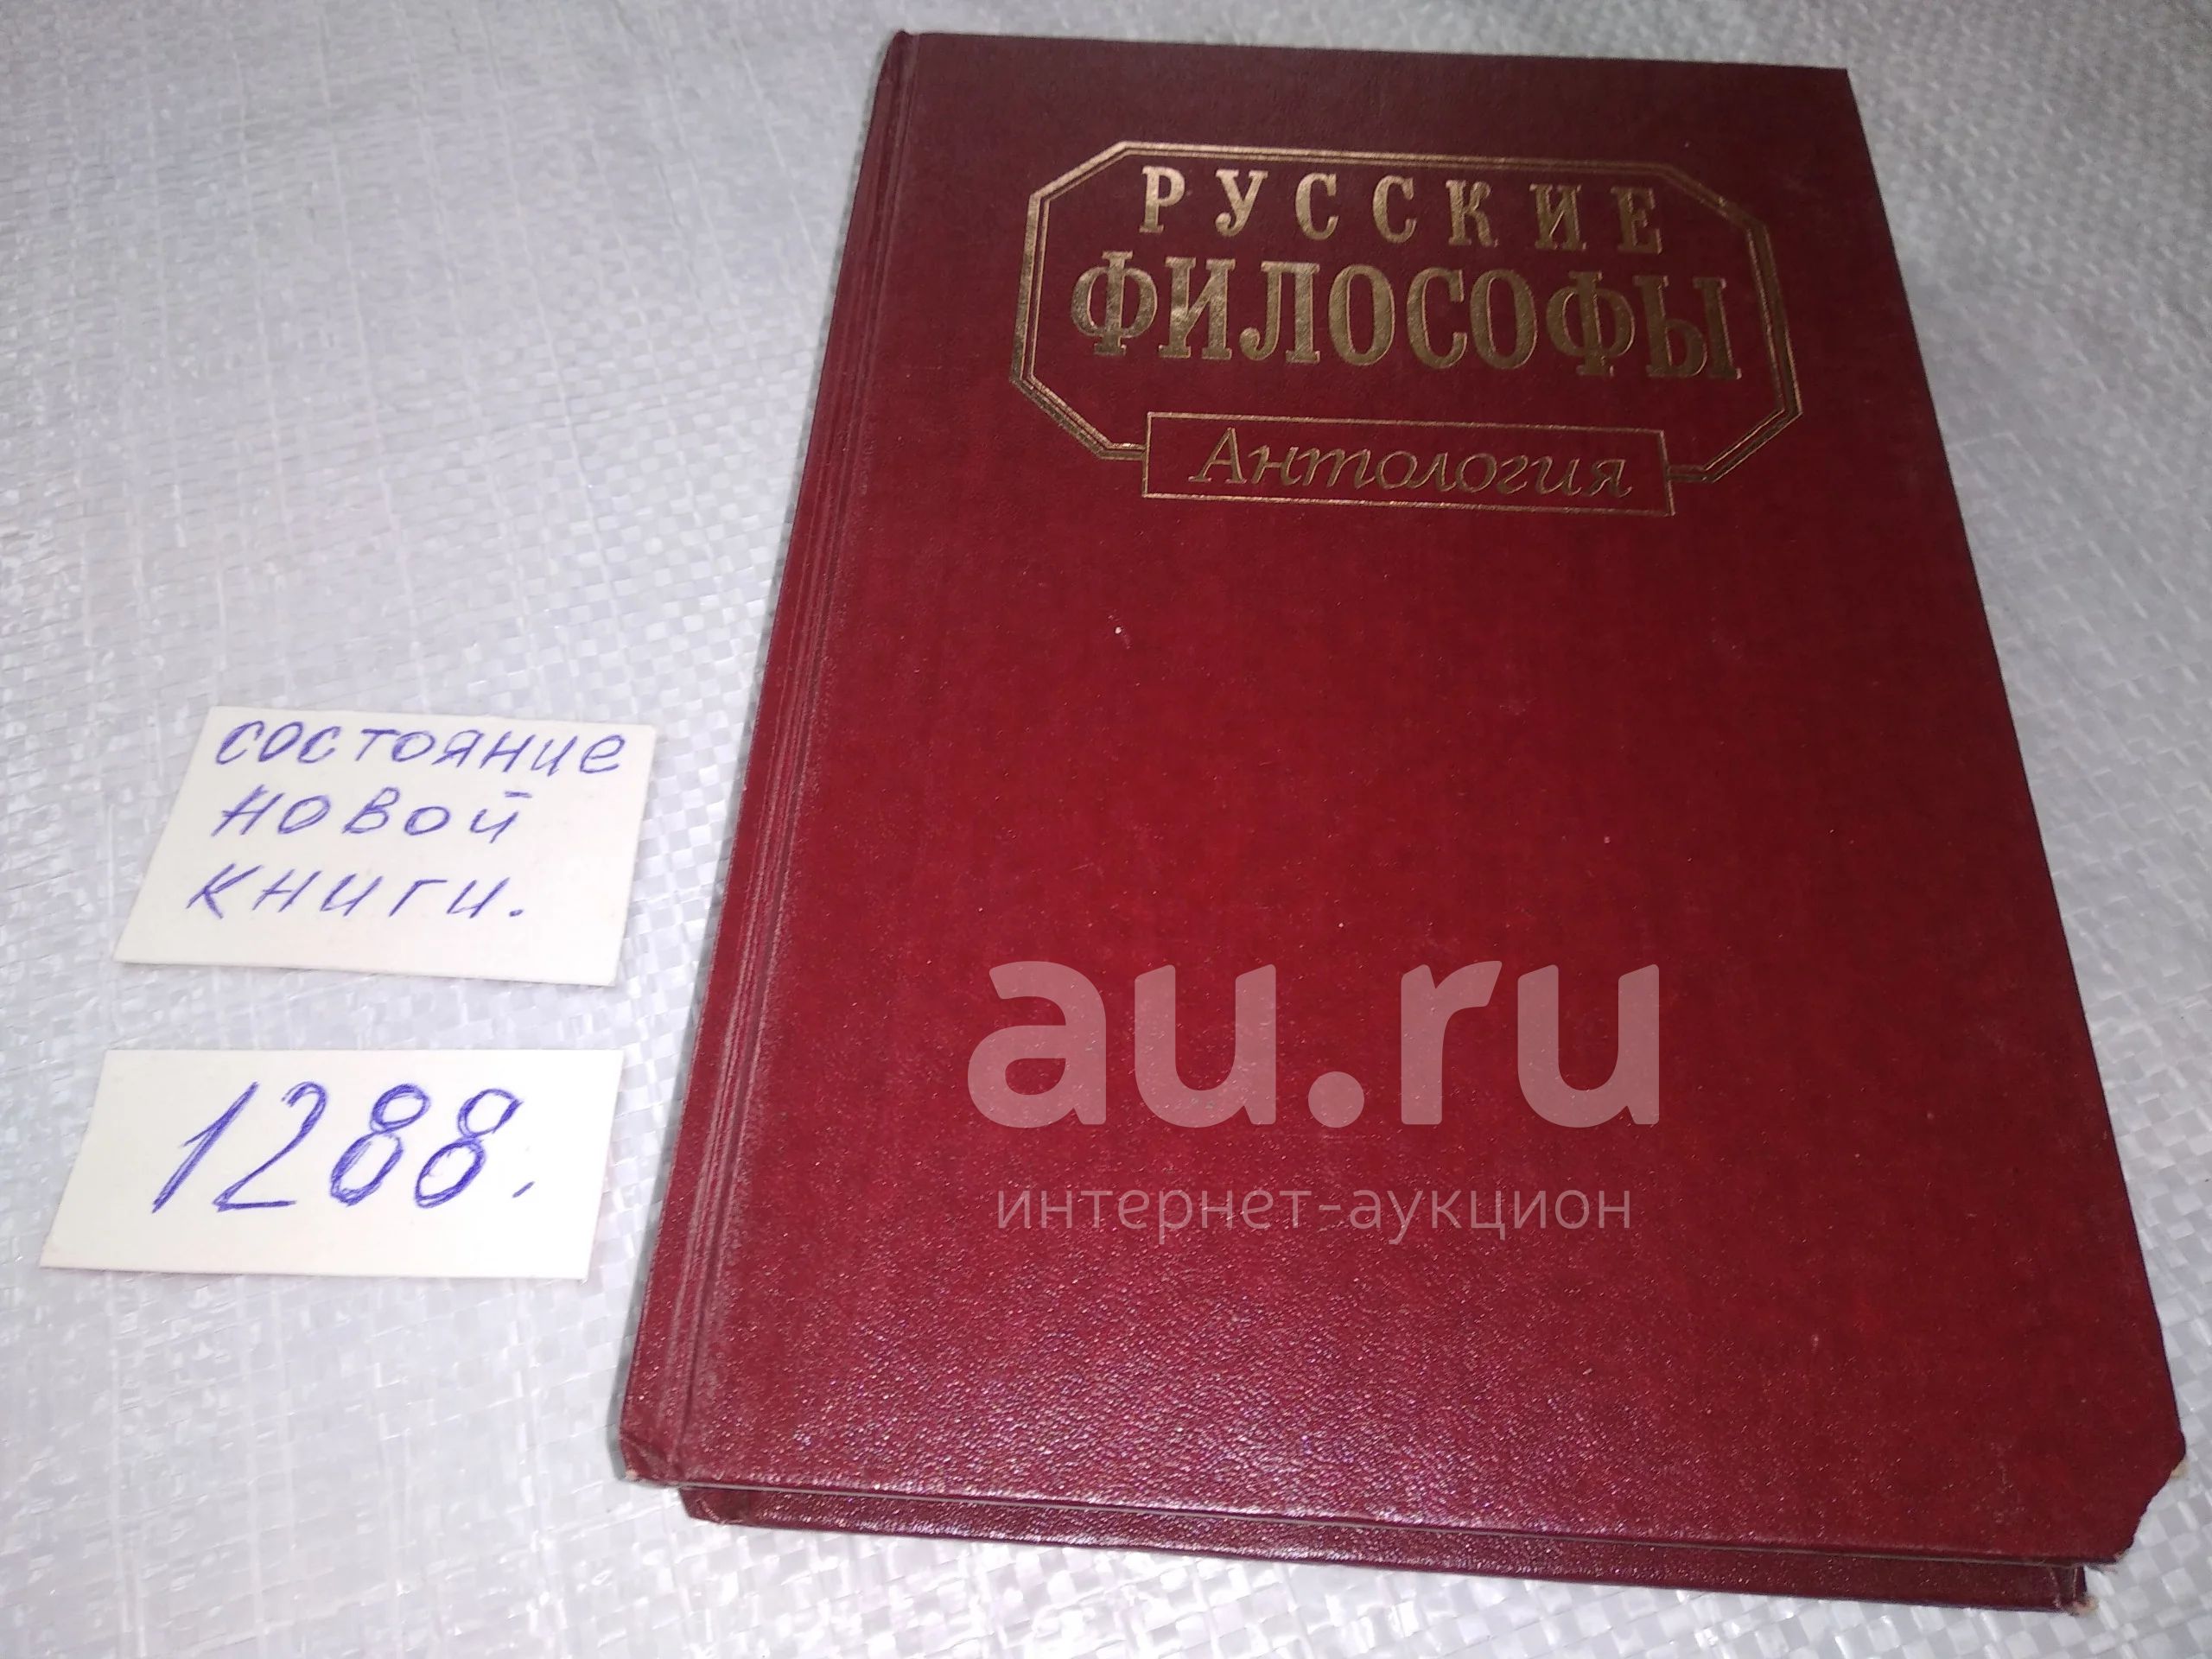 РУССКИЕ
ФИЛОСОФЫ
Антология
состояние
новой
книги.
1288.
au.ru
интернет-аукцион